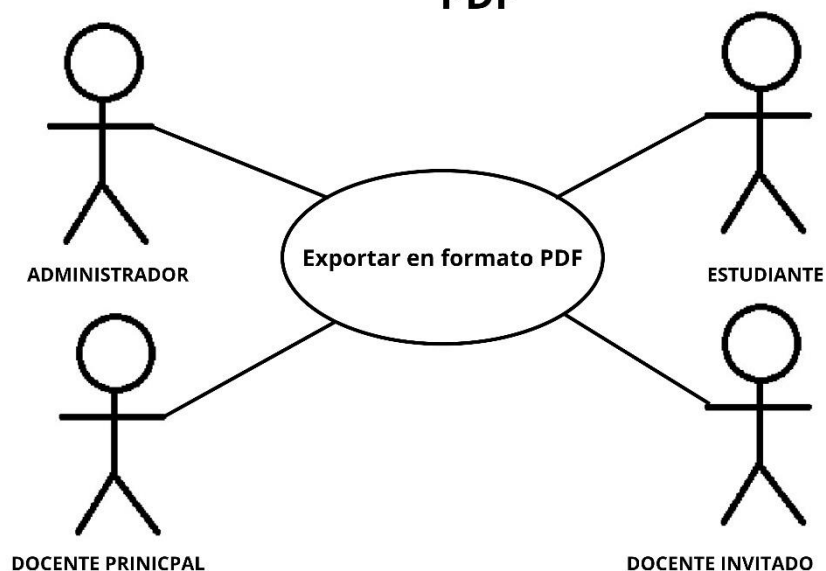 PDF
Exportar en formato PDF
ADMINISTRADOR
ESTUDIANTE
DOCENTE PRINICPAL
DOCENTE INVITADO